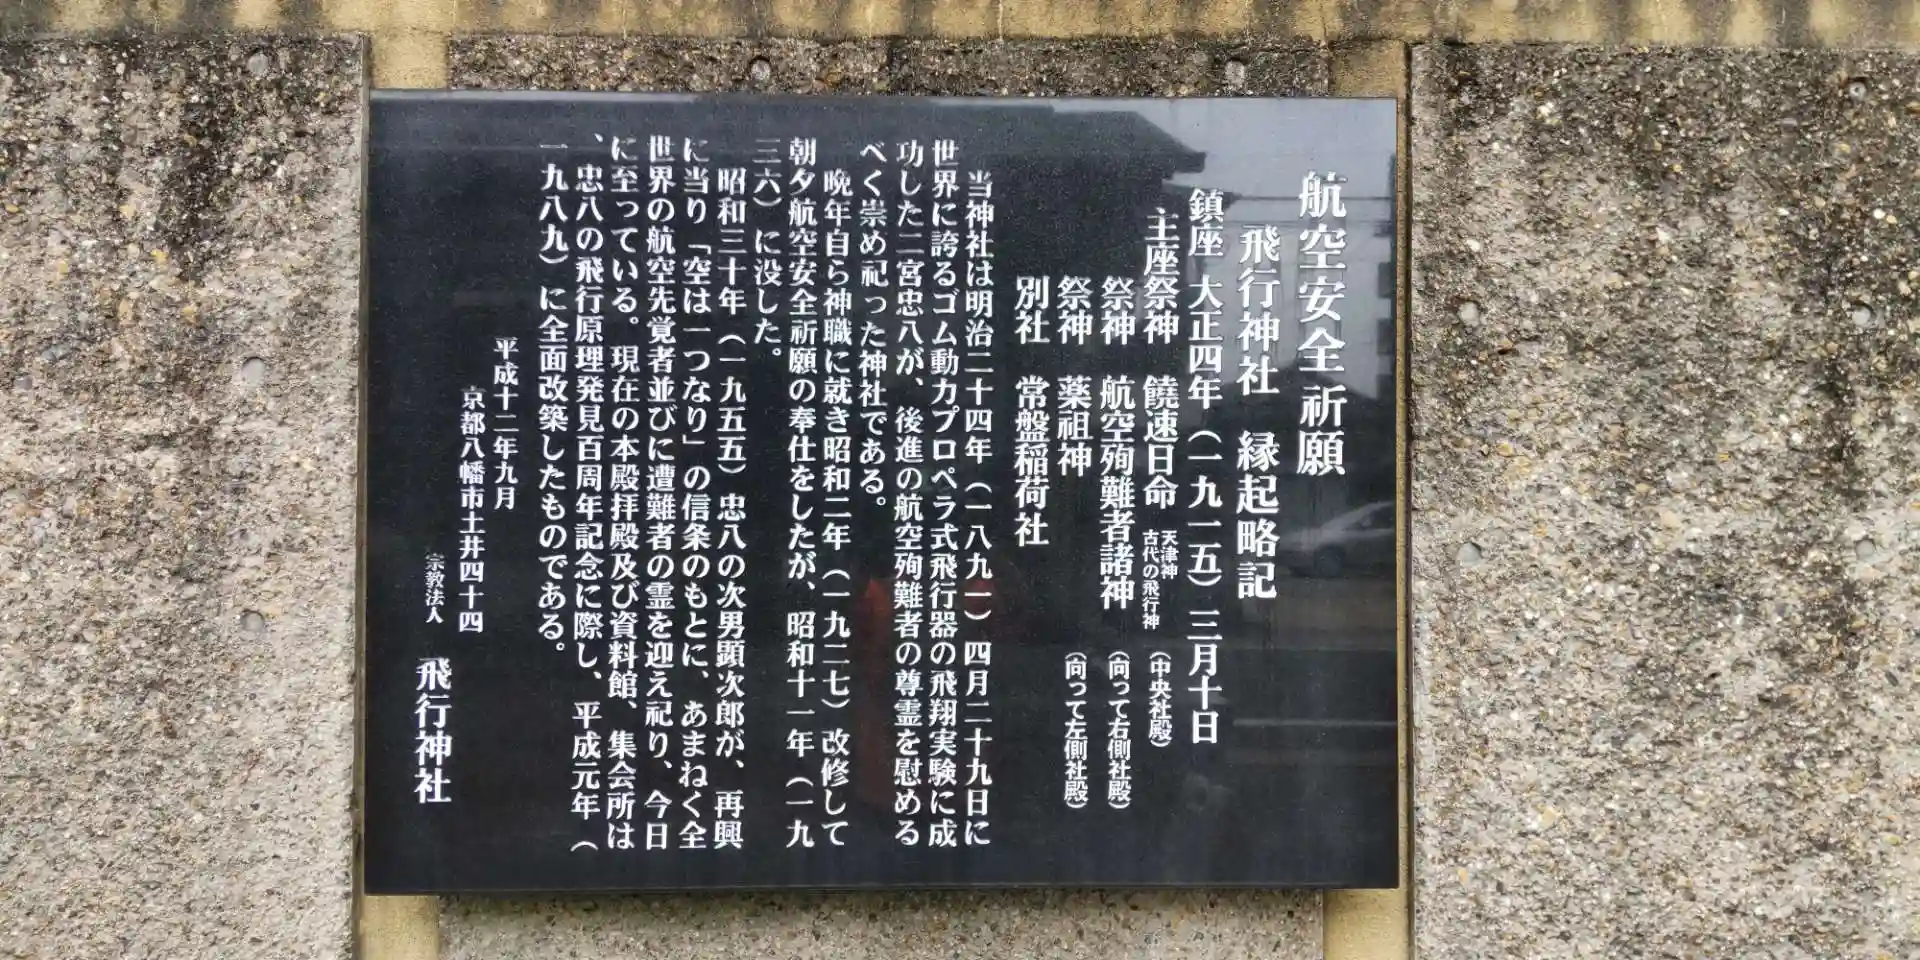 航空安全祈願
飛行神社　縁起略記
鎮座　大正四年（一九一五）三月十日
主座祭神　饒速日命　天津神　古代の飛行神（中央社殿）
祭神　航空殉難者諸神（向って右側社殿）
祭神　薬祖神（向って左側社殿）
別社　常盤稲荷社
当神社は明治二十四年（一八九一）四月二十九日に
世界に誇るゴム動力プロペラ式飛行器の飛翔実験に成
功した二宮忠八が、後進の航空殉難者の尊霊を慰める
べく崇め祀った神社である。
晩年自ら神職に就き昭和二年（一九二七）改修して
朝夕航空安全祈願の奉仕をしたが、昭和十一年（一九
三六）に没した。
昭和三十年（一九五五）忠八の次男顕次郎が、再興
に当り「空は一つなり」の信条のもとに、あまねく全
世界の航空先覚者並びに遭難者の霊を迎え祀り、今日
に至っている。現在の本殿拝殿及び資料館、集会所は
、忠八の飛行原理発見百周年記念に際し、平成元年（
一九八九）に全面改築したものである。
平成十二年九月
京都八幡市土井四十四
宗教法人　飛行神社